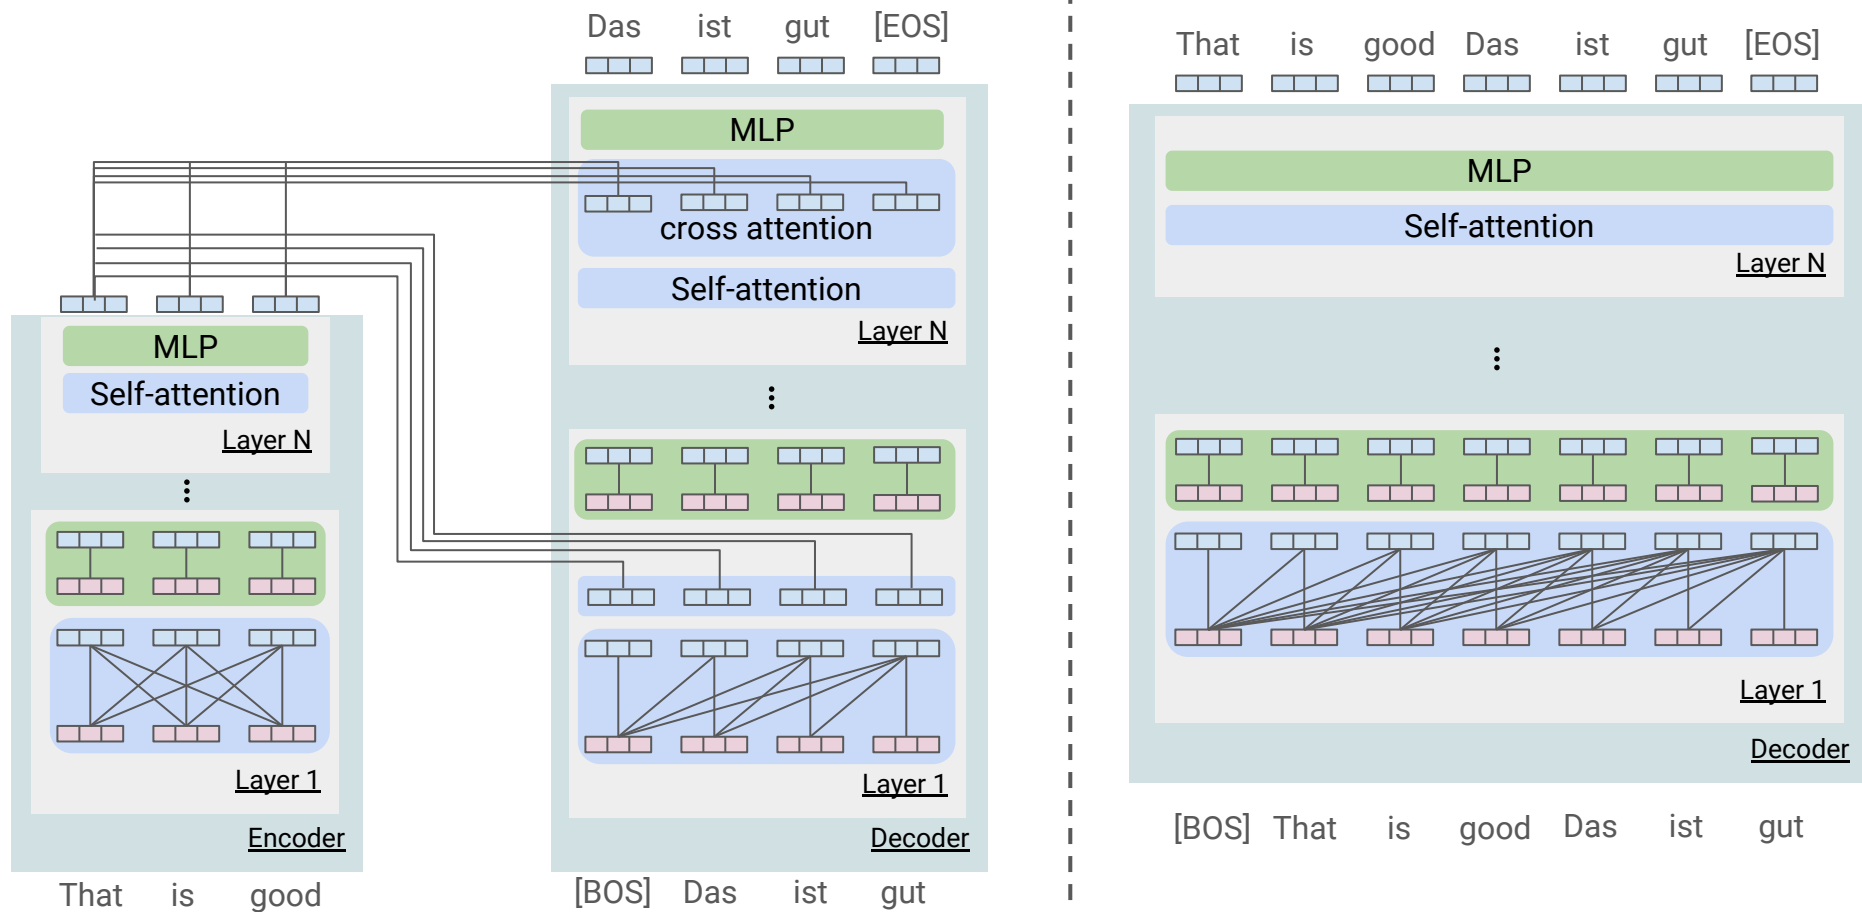 Das ist gut [EOS]
MLP
cross attention
Self-attention
Layer N
MLP
Self-attention
Layer N
Layer 1
Encoder
That is good
Layer 1
Decoder
[BOS] Das ist gut
That is good Das ist gut [EOS]
MLP
Self-attention
Layer N
Layer 1
Decoder
[BOS] That is good Das ist gut